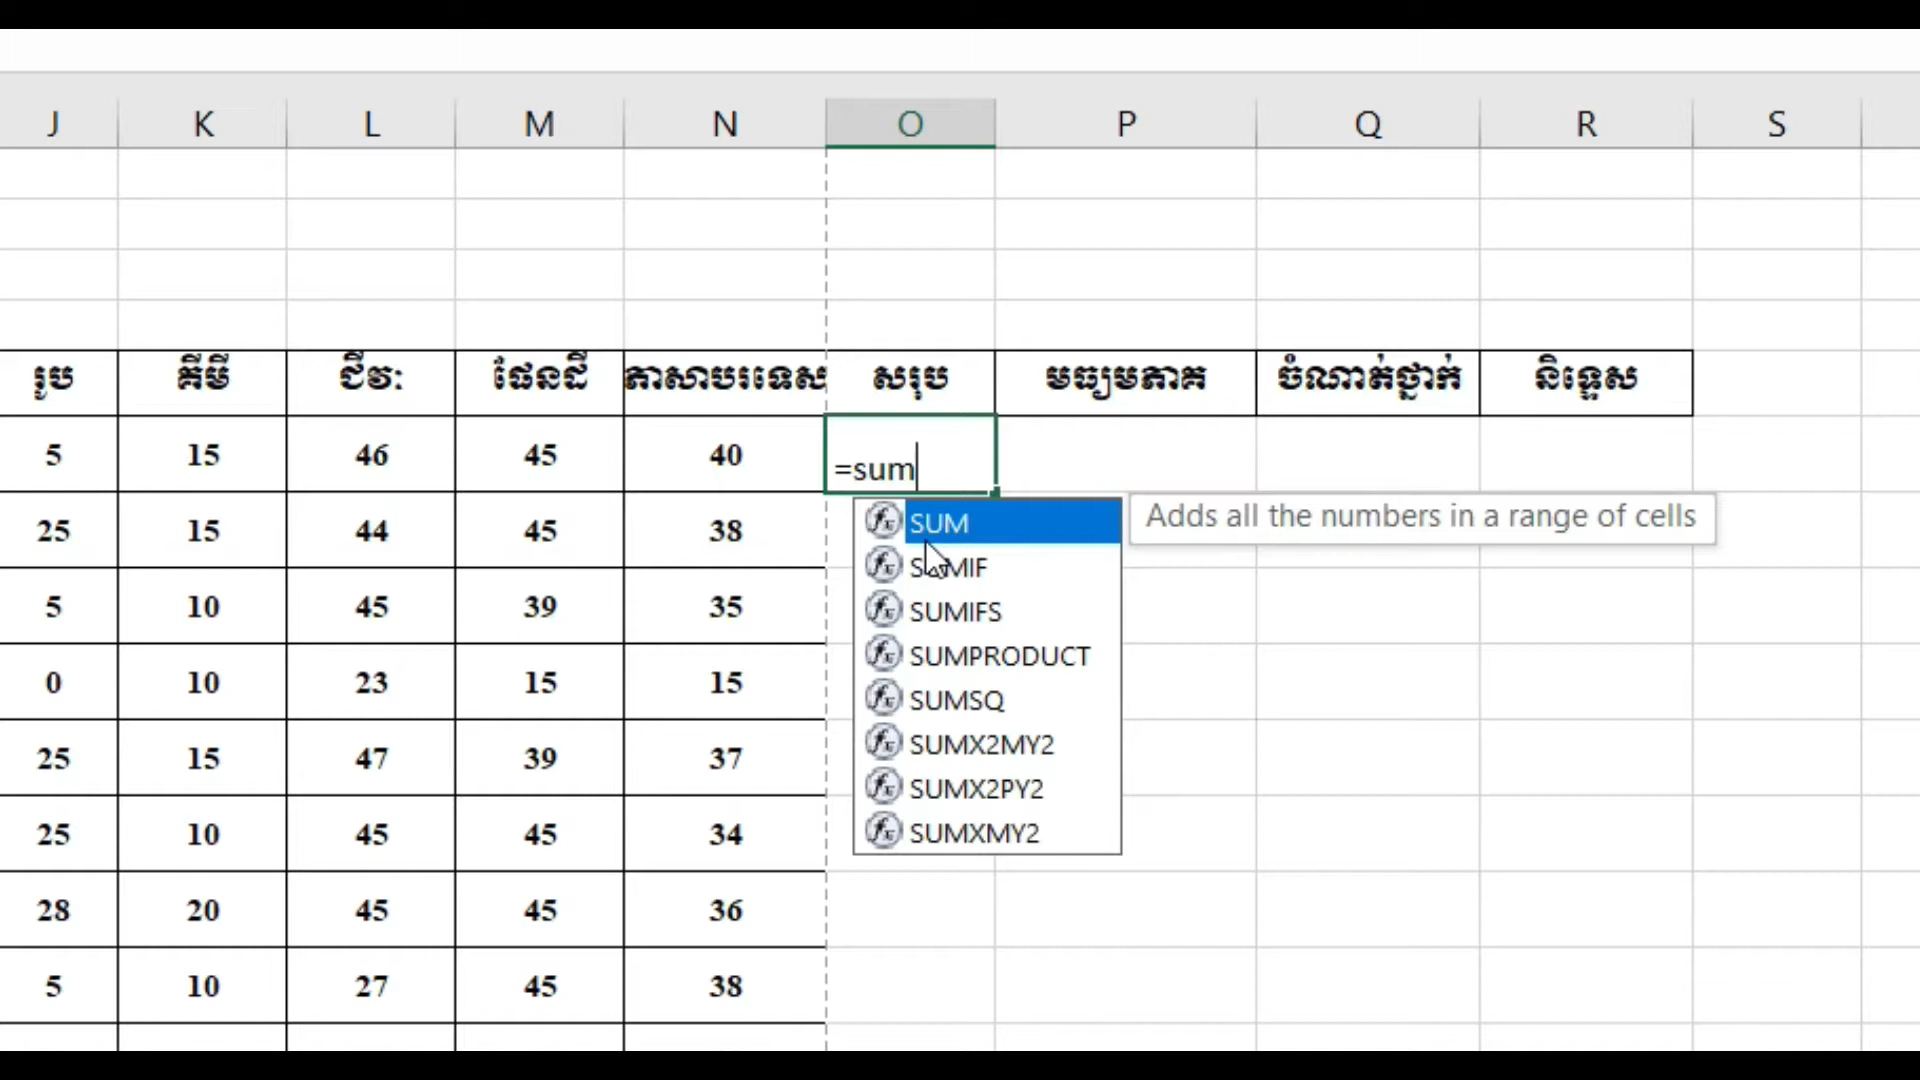 J K L M N O P Q R S
រូប គីមី ជីវៈ ផែនដី ភាសាបរទេស សរុប មធ្យមភាគ ចំណាត់ថ្នាក់ និទ្ទេស
5 15 46 45 40 =sum
25 15 44 45 38
5 10 45 39 35
0 10 23 15 15
25 15 47 39 37
25 10 45 45 34
28 20 45 45 36
5 10 27 45 38
SUM Adds all the numbers in a range of cells
SUMIF
SUMIFS
SUMPRODUCT
SUMSQ
SUMX2MY2
SUMX2PY2
SUMXMY2